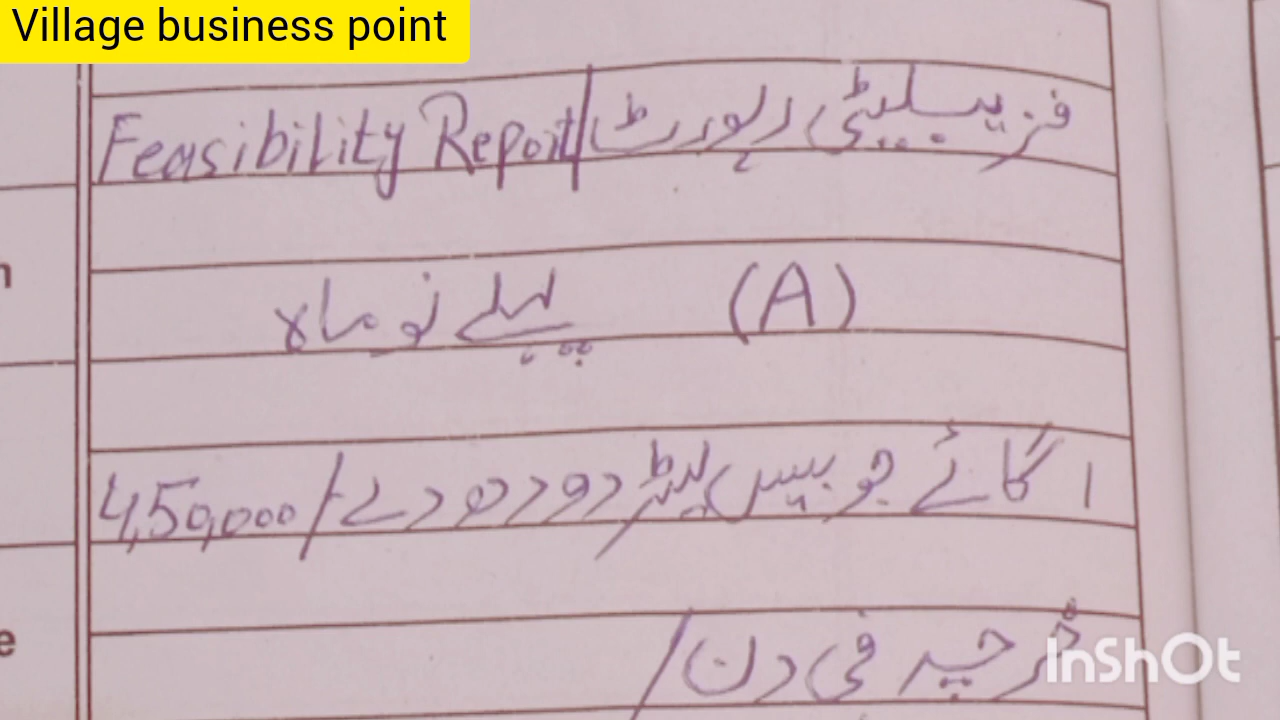 Village business point
Feasibility Report/ فزیبلیٹی رپورٹ
(A) پہلے نو ماہ
1 گائے جو بیس لیٹر دودھ دے/ 4,50,000
n
خرچہ فی دن/
e
InShOt